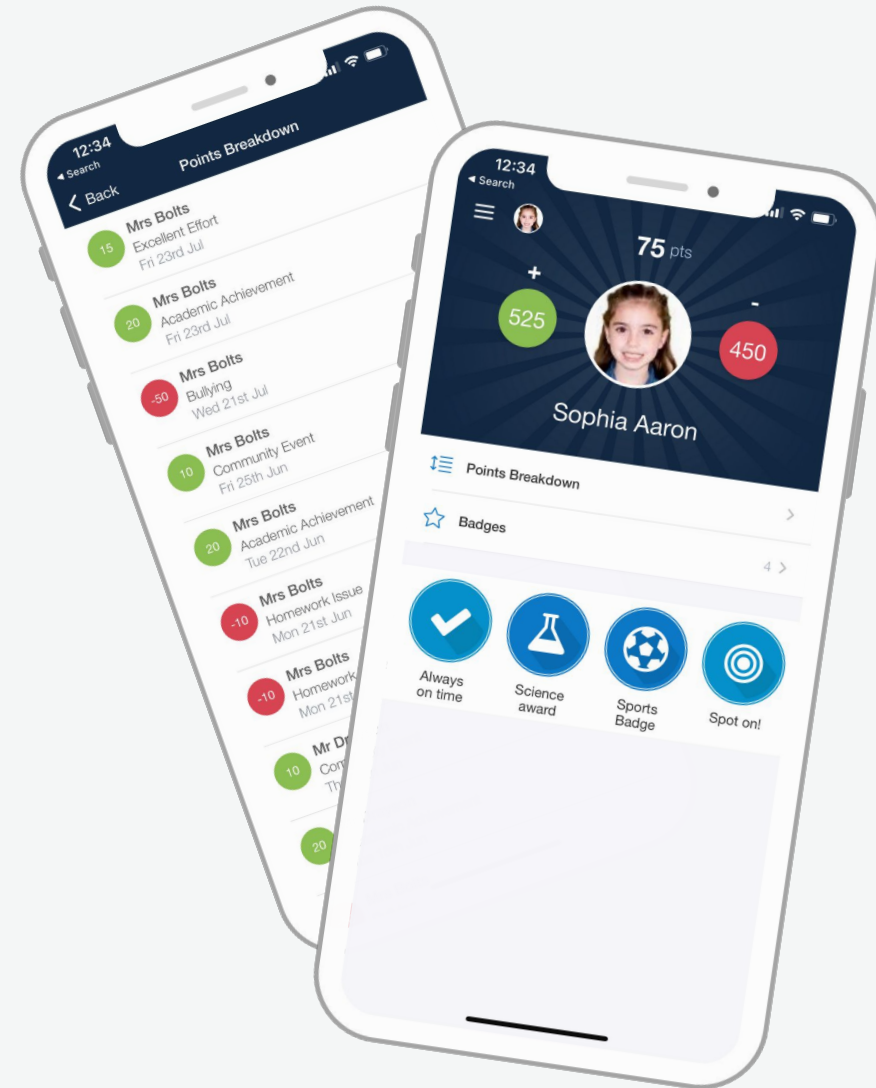 12:34
Search
Back
Points Breakdown
15
Mrs Bolts
Excellent Effort
Fri 23rd Jul
20
Mrs Bolts
Academic Achievement
Fri 23rd Jul
-50
Mrs Bolts
Bullying
Wed 21st Jul
10
Mrs Bolts
Community Event
Fri 25th Jun
20
Mrs Bolts
Academic Achievement
Tue 22nd Jun
-10
Mrs Bolts
Homework Issue
Mon 21st Jun
-10
Mrs Bolts
Homework
Mon 21st
10
Mr
20
12:34
Search
75 pts
+
-
525
450
Sophia Aaron
Points Breakdown
Badges
4
Always
on time
Science
award
Sports
Badge
Spot on!